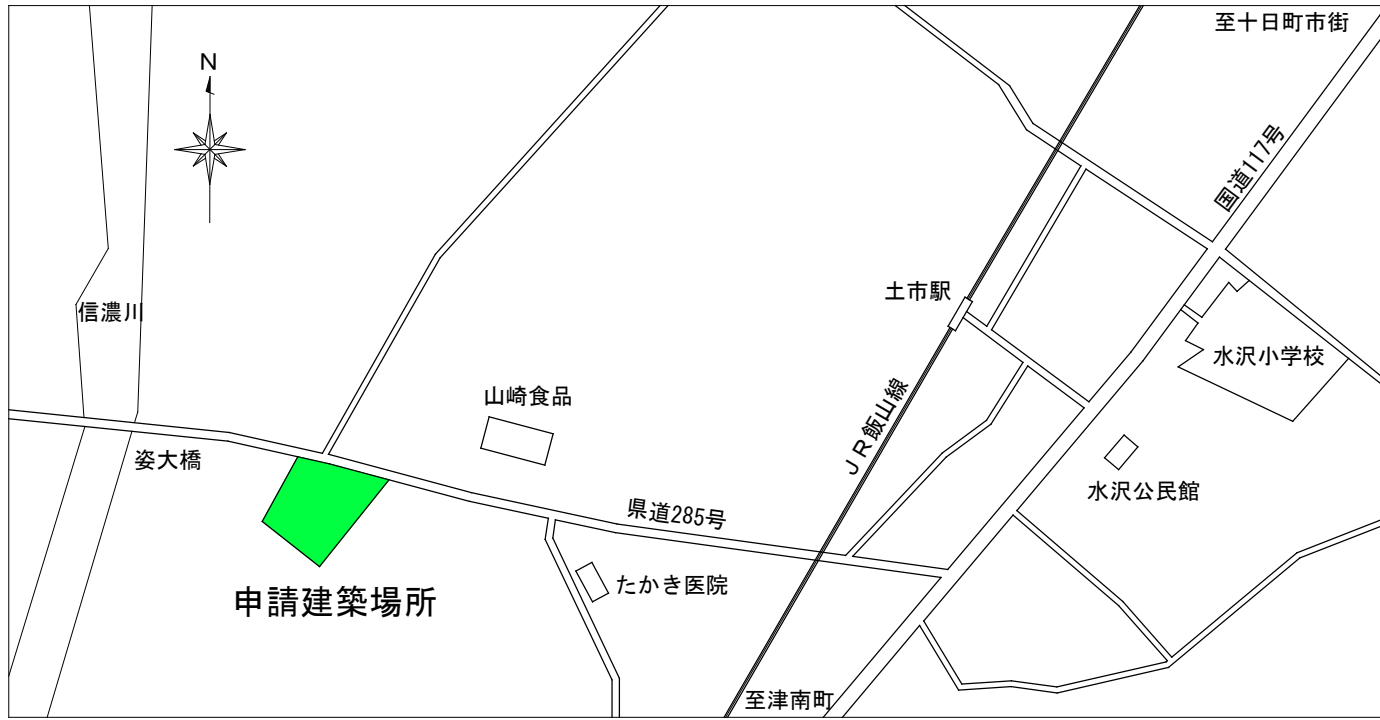 至十日町市街
N
国道117号
土市駅
信濃川
水沢小学校
山崎食品
JR飯山線
姿大橋
水沢公民館
県道285号
たかき医院
申請建築場所
至津南町